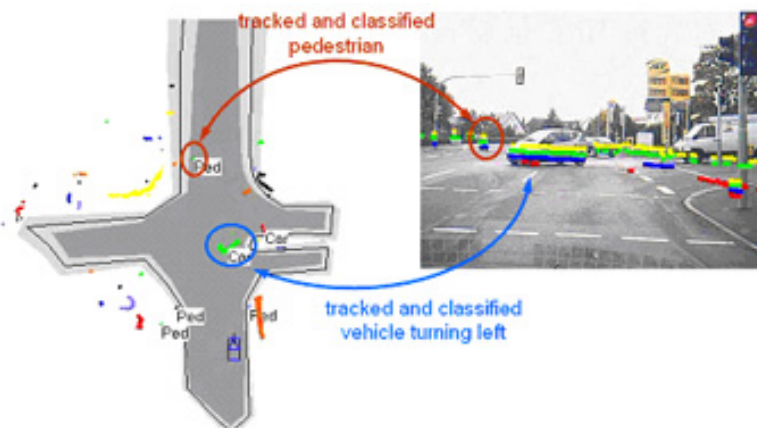 tracked and classified
pedestrian
Ped
Car
Car
Ped
Ped
Ped
tracked and classified
vehicle turning left